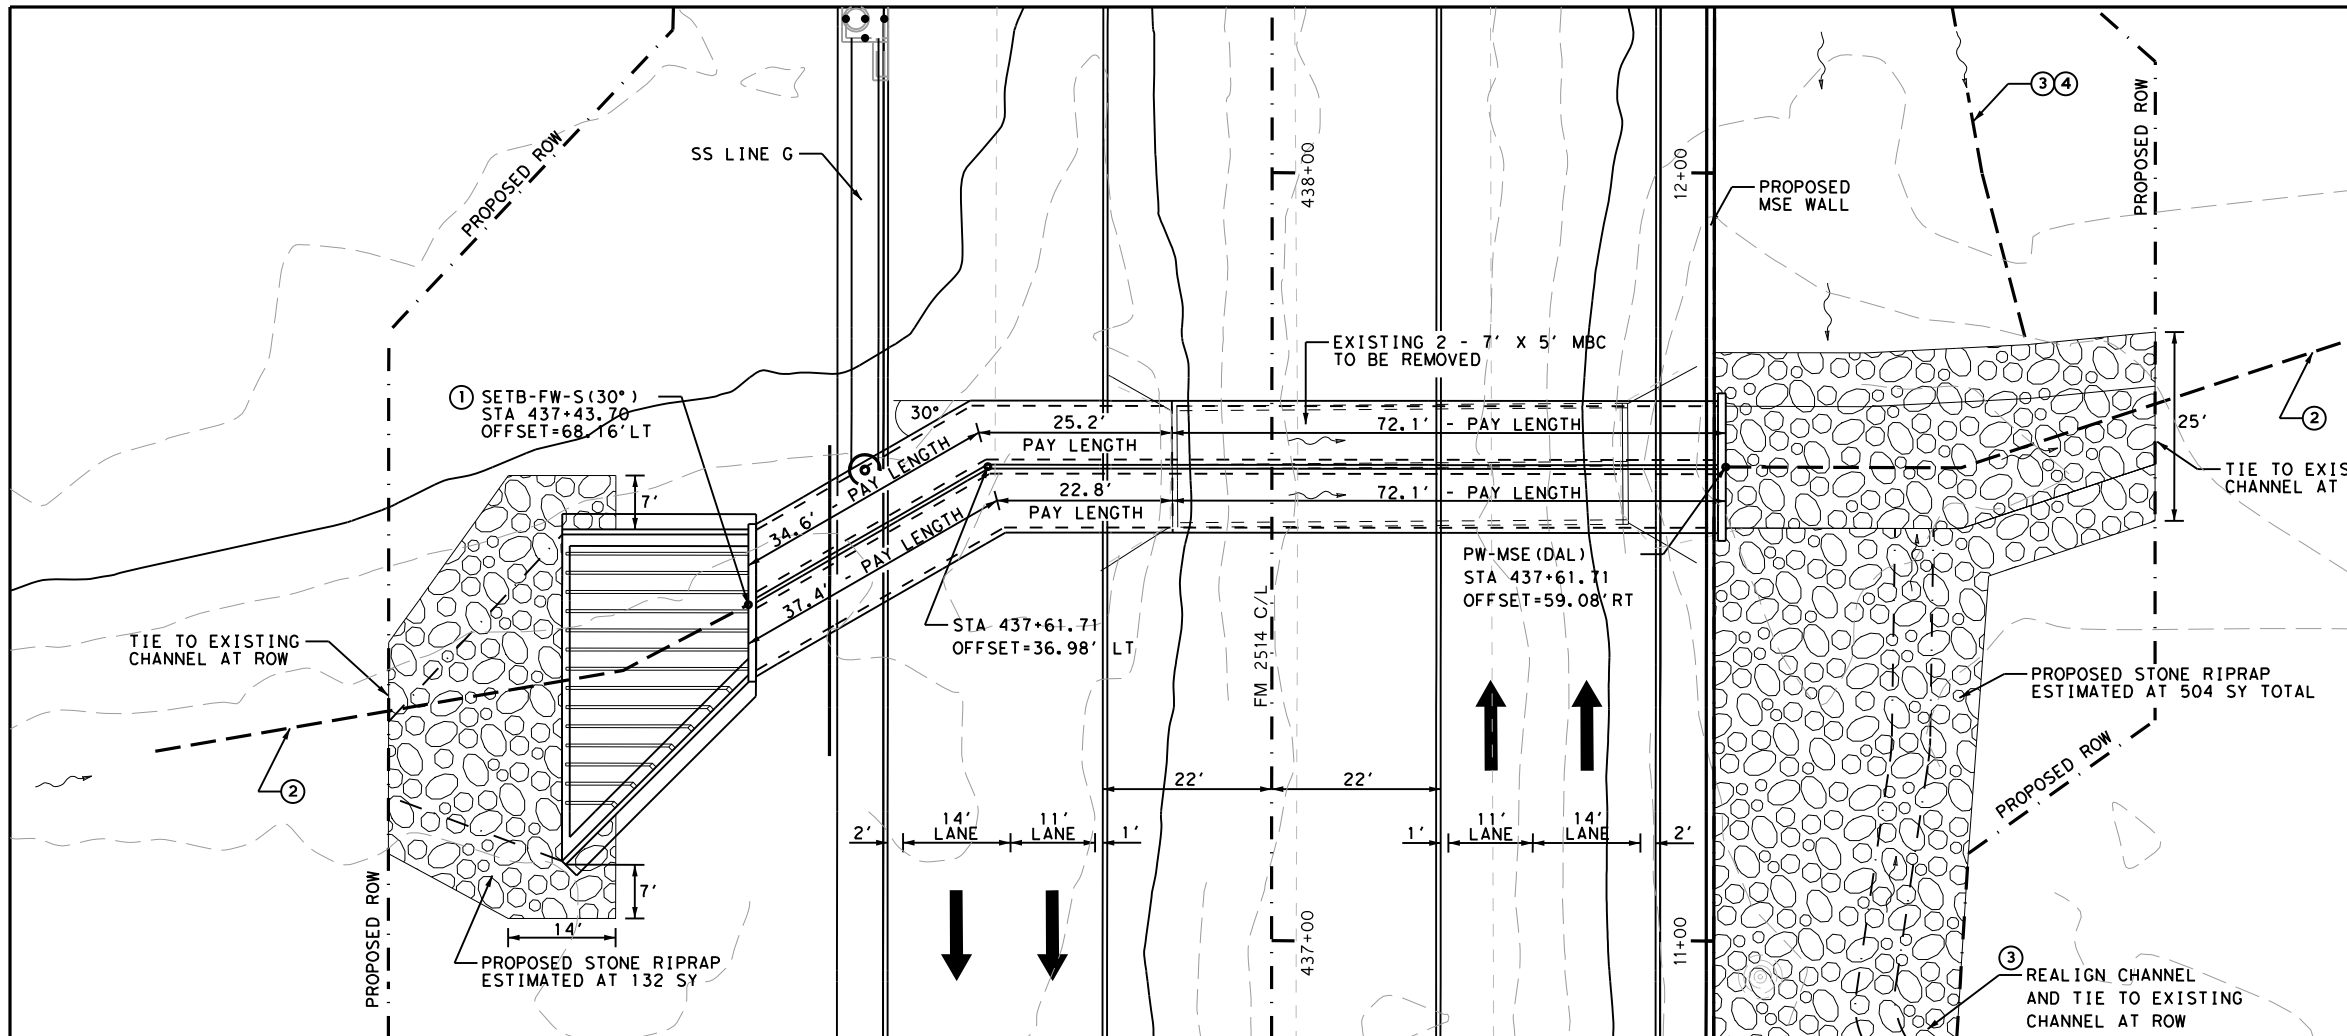 PROPOSED ROW
SS LINE G
438+00
12+00
PROPOSED
MSE WALL
3 4
PROPOSED ROW
EXISTING 2 - 7' X 5' MBC
TO BE REMOVED
1 SETB-FW-S(30°)
STA 437+43.70
OFFSET=68.16'LT
30°
25.2'
PAY LENGTH
72.1' - PAY LENGTH
34.6' - PAY LENGTH
22.8'
PAY LENGTH
72.1' - PAY LENGTH
37.4' - PAY LENGTH
7'
25'
2
TIE TO EXIS
CHANNEL AT
PW-MSE(DAL)
STA 437+61.71
OFFSET=59.08'RT
STA 437+61.71
OFFSET=36.98' LT
FM 2514 C/L
TIE TO EXISTING
CHANNEL AT ROW
PROPOSED STONE RIPRAP
ESTIMATED AT 504 SY TOTAL
PROPOSED ROW
2
22'
22'
2'
14'
LANE
11'
LANE
1'
1'
11'
LANE
14'
LANE
2'
7'
14'
PROPOSED ROW
PROPOSED STONE RIPRAP
ESTIMATED AT 132 SY
437+00
11+00
3
REALIGN CHANNEL
AND TIE TO EXISTING
CHANNEL AT ROW